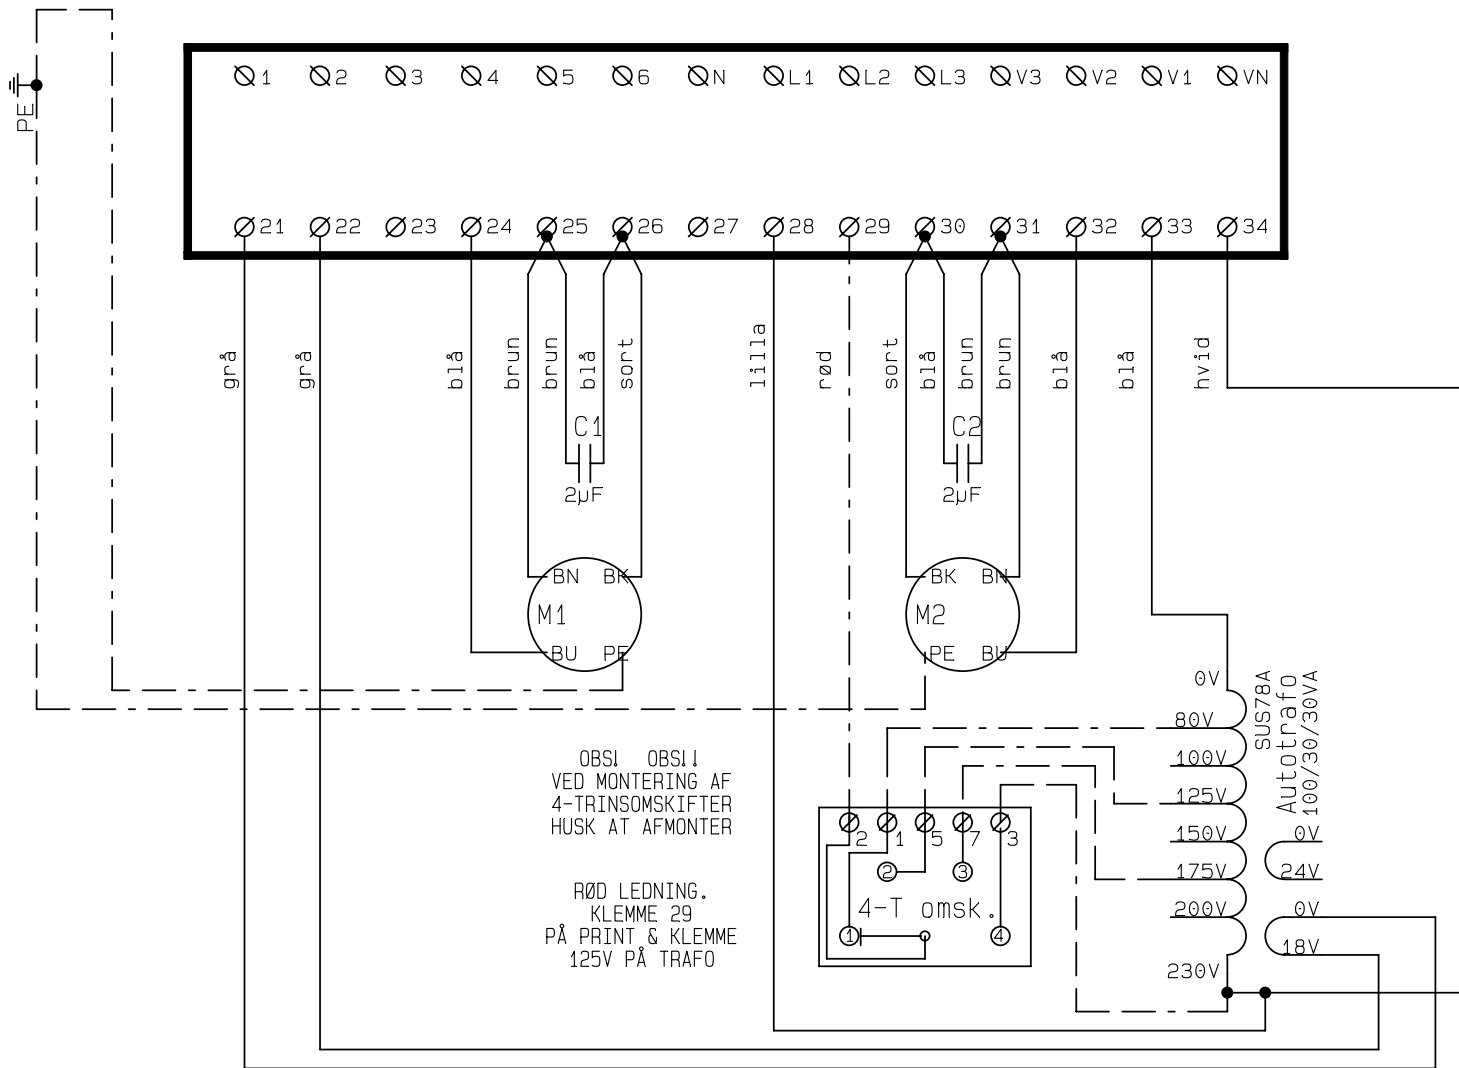 1 2 3 4 5 6 N L1 L2 L3 V3 V2 V1 VN
PE
21 22 23 24 25 26 27 28 29 30 31 32 33 34
grå grå blå brun brun blå sort lilla rød sort blå brun brun blå blå hvid
C1 C2
2µF 2µF
BN BK BK BN
M1 M2
BU PE PE BU
0V
80V
100V
125V
150V
175V
200V
230V
SUS78A
Autotrafo
100/30/30VA
0V
24V
0V
18V
OBS! OBS!!
VED MONTERING AF
4-TRINSOMSKIFTER
HUSK AT AFMONTER
RØD LEDNING.
KLEMME 29
PÅ PRINT & KLEMME
125V PÅ TRAFO
2 1 5 7 3
2 3
4-T omsk.
1 4